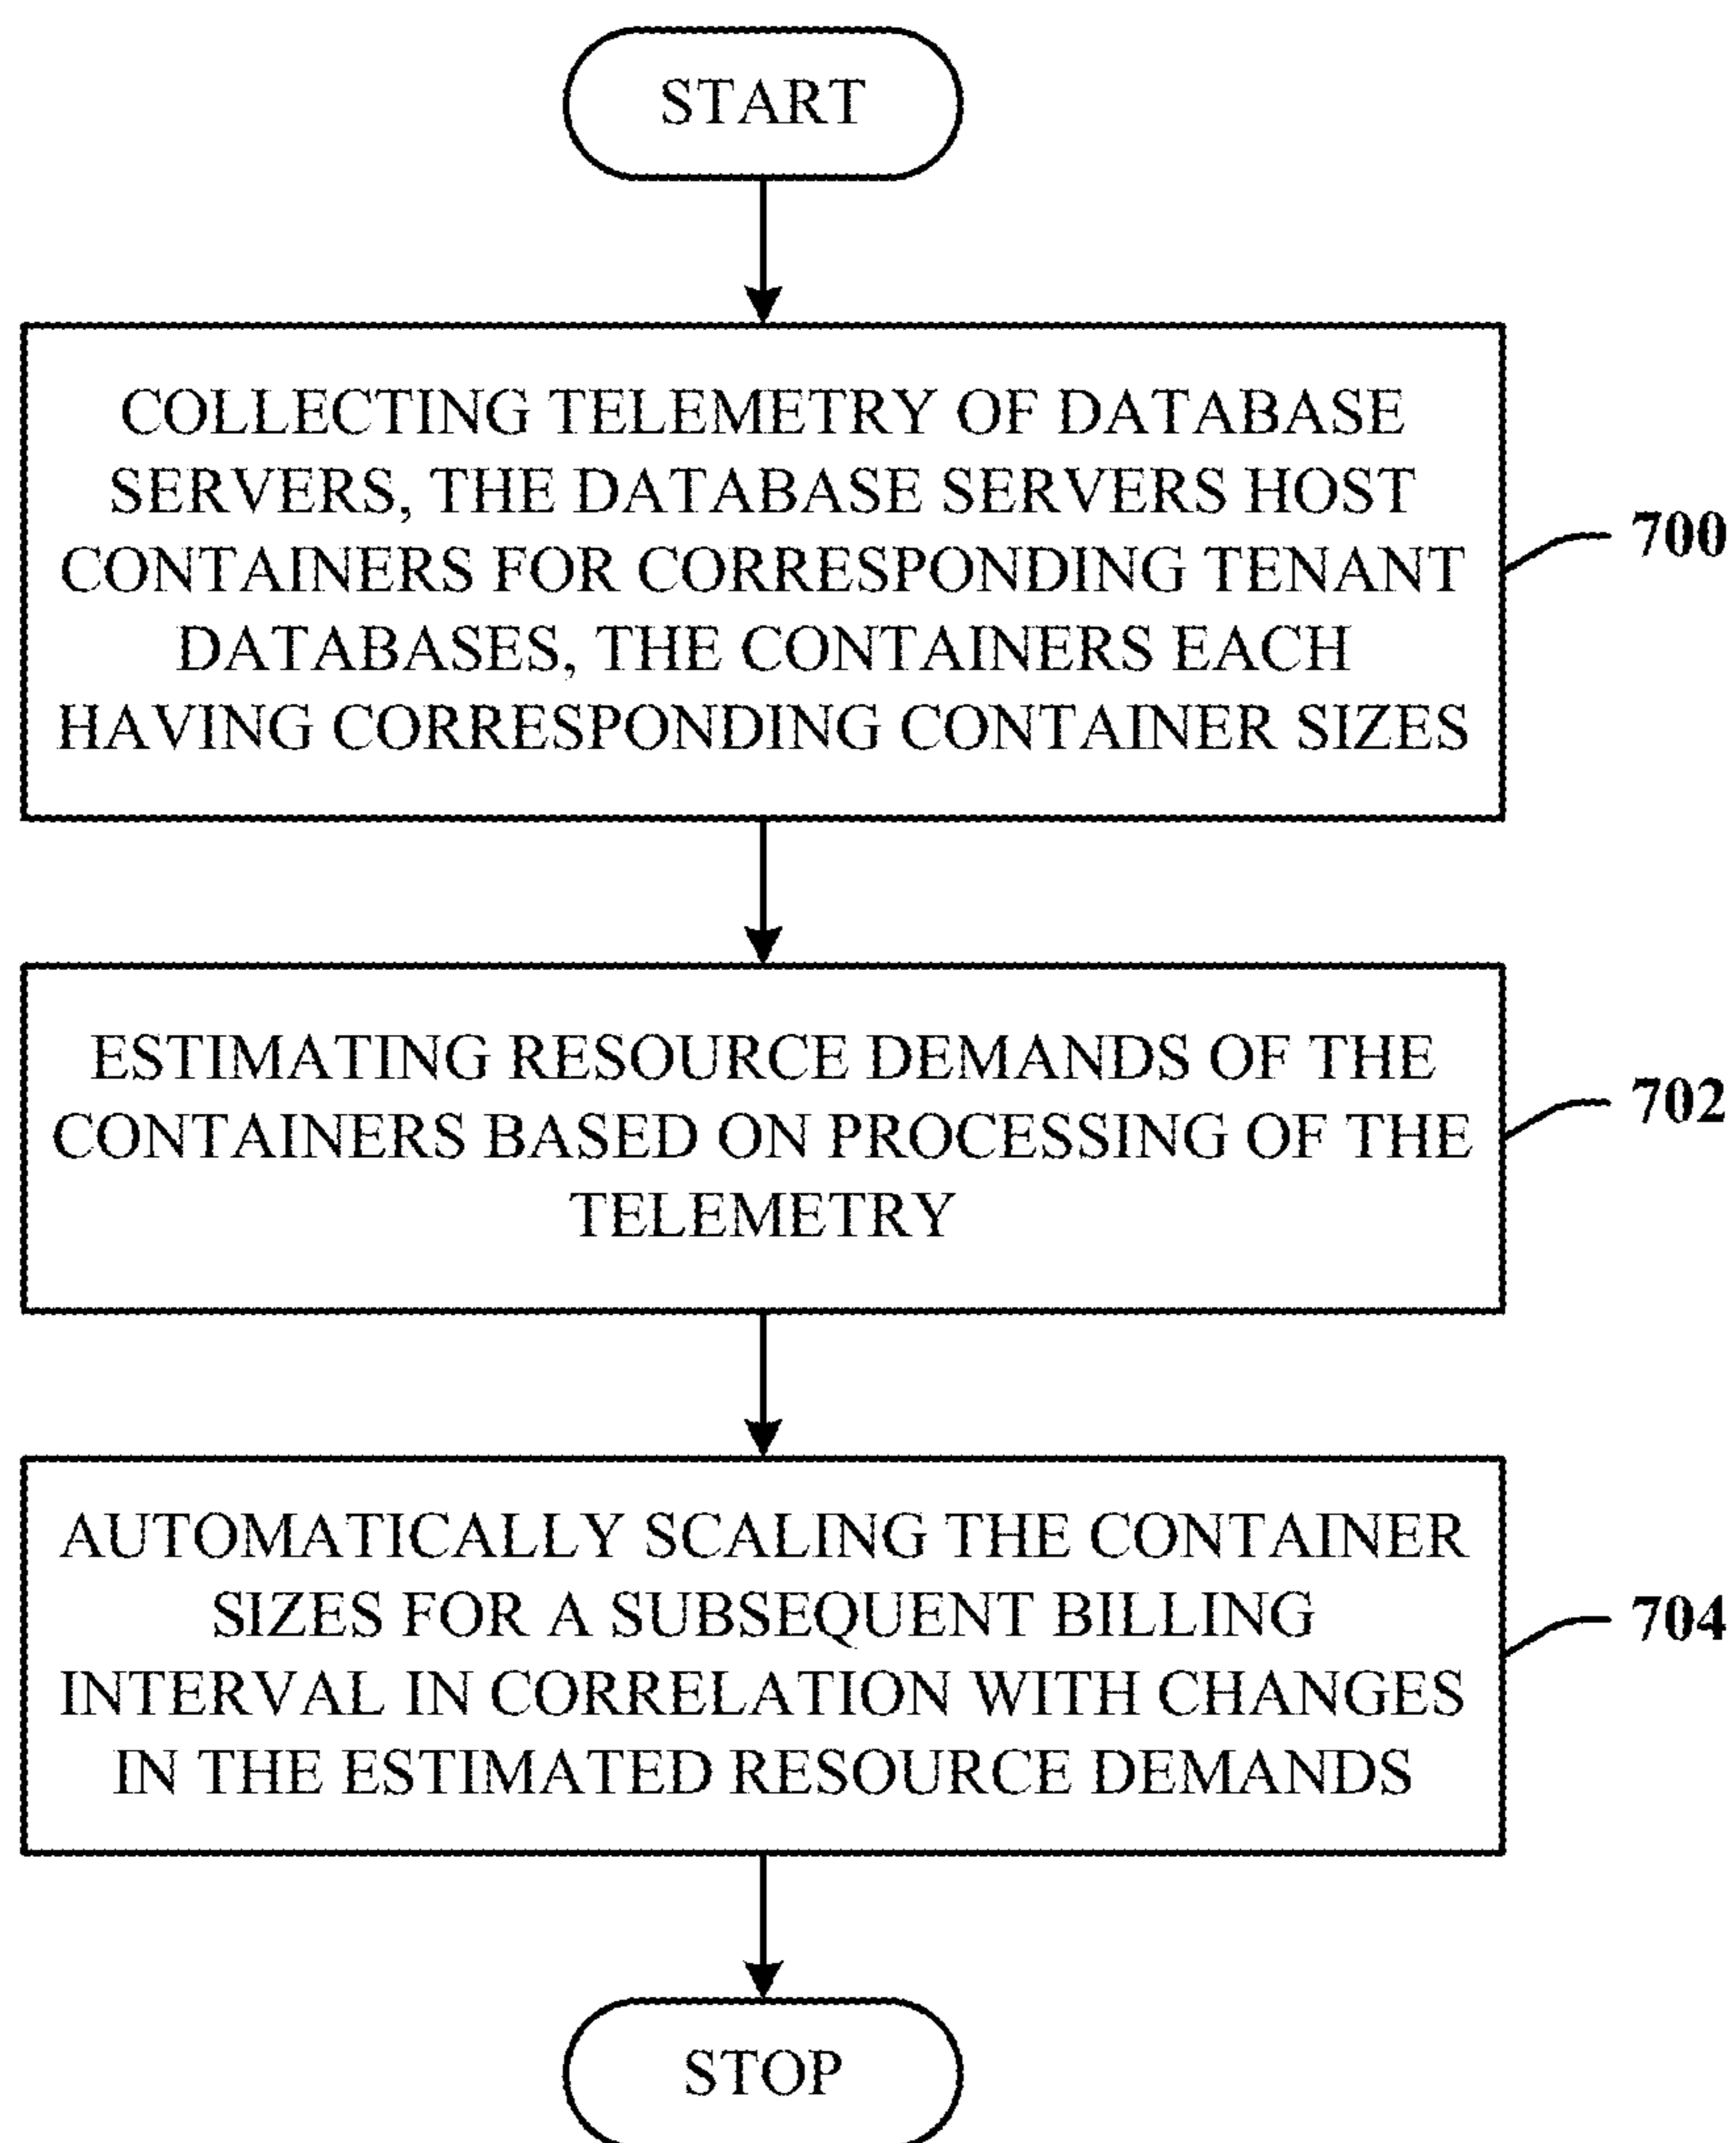 START
COLLECTING TELEMETRY OF DATABASE
SERVERS, THE DATABASE SERVERS HOST
CONTAINERS FOR CORRESPONDING TENANT
DATABASES, THE CONTAINERS EACH
HAVING CORRESPONDING CONTAINER SIZES
700
ESTIMATING RESOURCE DEMANDS OF THE
CONTAINERS BASED ON PROCESSING OF THE
TELEMETRY
702
AUTOMATICALLY SCALING THE CONTAINER
SIZES FOR A SUBSEQUENT BILLING
INTERVAL IN CORRELATION WITH CHANGES
IN THE ESTIMATED RESOURCE DEMANDS
704
STOP